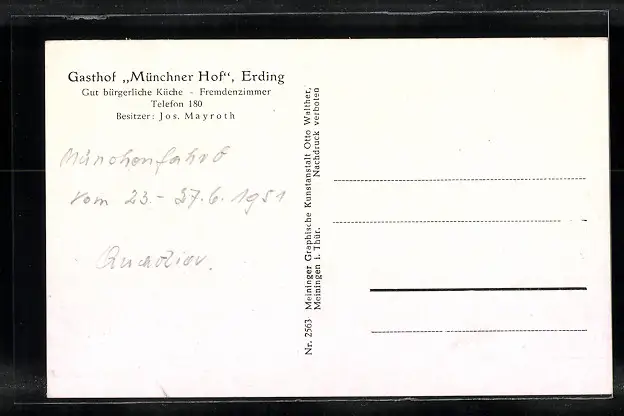 Gasthof „Münchner Hof“, Erding
Gut bürgerliche Küche - Fremdenzimmer
Telefon 180
Besitzer: Jos. Mayroth
Münchenfahrt
vom 23.- 27.6.1951
Quartier.
Nr. 2563 Meininger Graphische Kunstanstalt Otto Walther,
Meiningen i. Thür. Nachdruck verboten